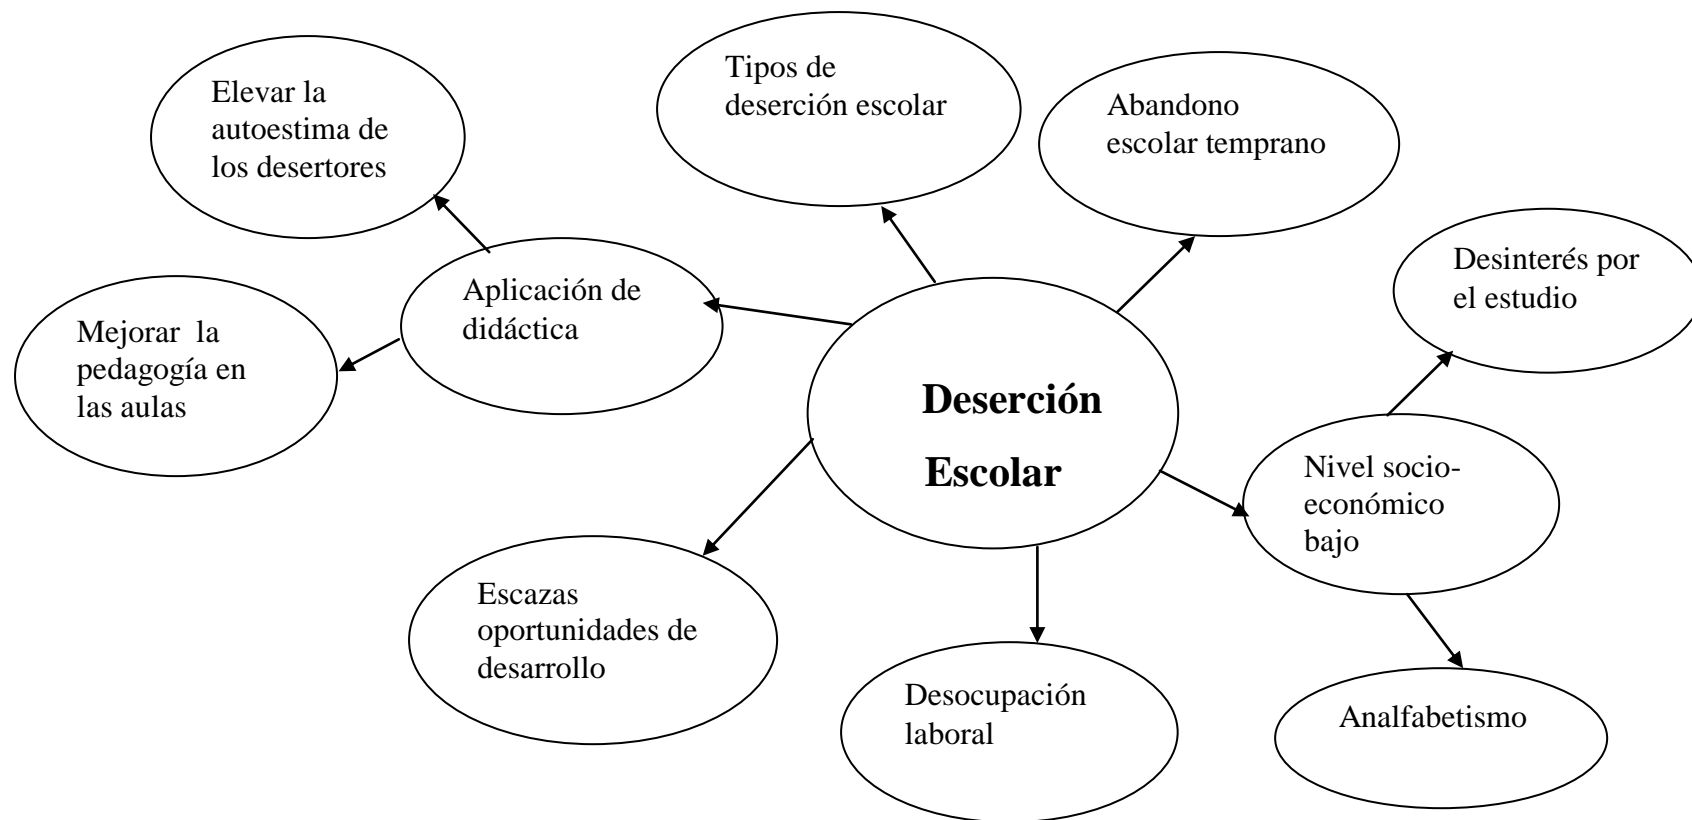 Elevar la
autoestima de
los desertores
Tipos de
deserción escolar
Abandono
escolar temprano
Desinterés por
el estudio
Aplicación de
didáctica
Mejorar  la
pedagogía en
las aulas
Deserción
Escolar
Nivel socio-
económico
bajo
Escazas
oportunidades de
desarrollo
Desocupación
laboral
Analfabetismo